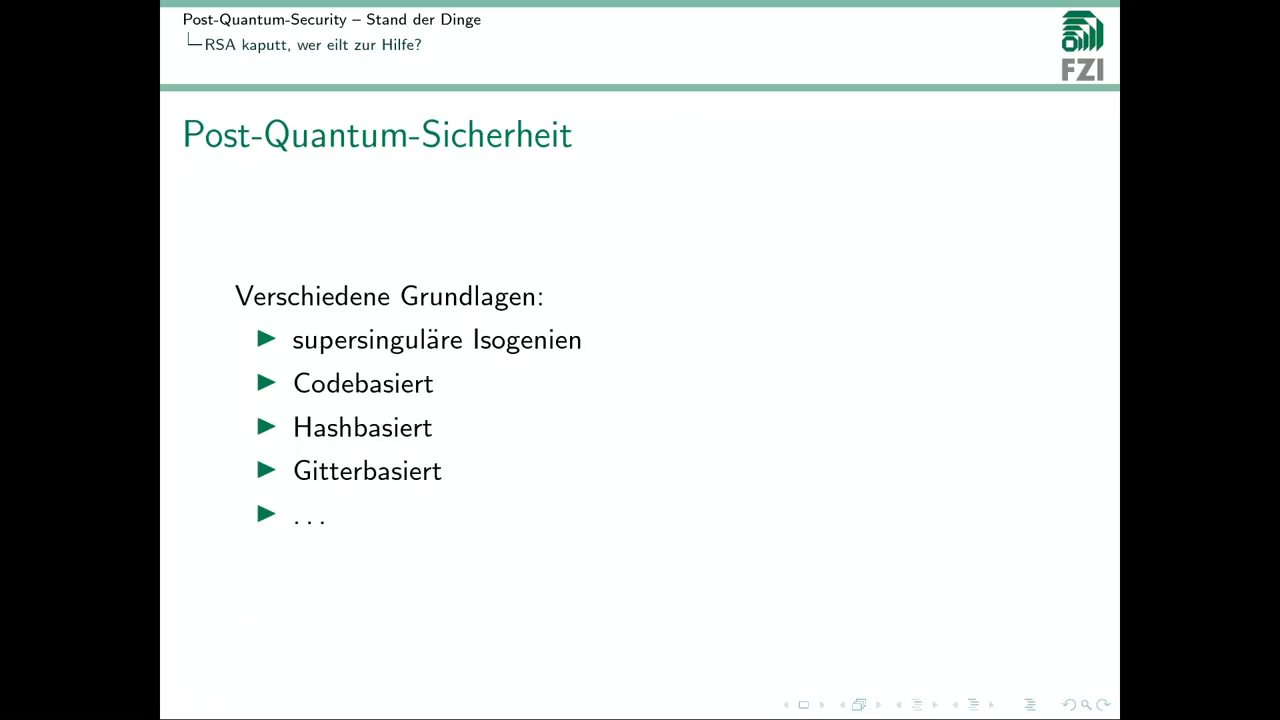 Post-Quantum-Security – Stand der Dinge
RSA kaputt, wer eilt zur Hilfe?
FZI
Post-Quantum-Sicherheit
Verschiedene Grundlagen:
supersinguläre Isogenien
Codebasiert
Hashbasiert
Gitterbasiert
...